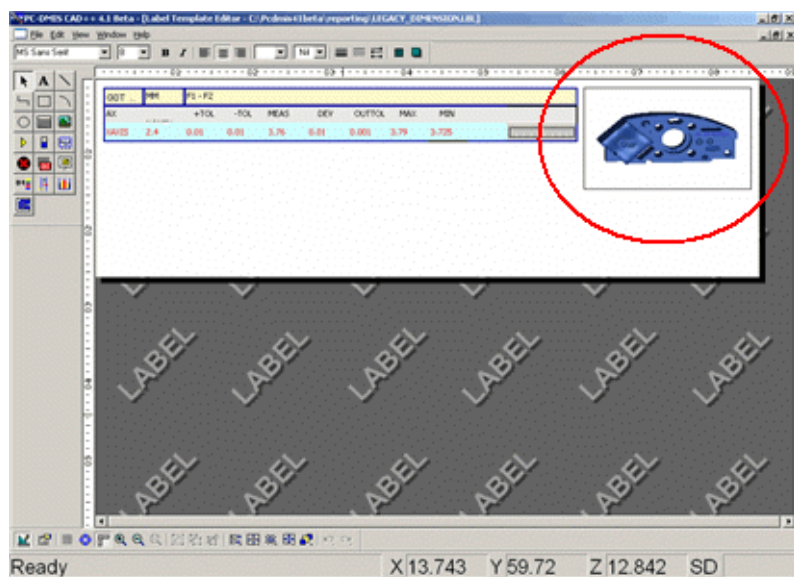 PC-DMIS CAD++ 4.1 Beta - [Label Template Editor - C:\Pcdmis41beta\reporting\LEGACY_DIMENSION.LBL]
File Edit View Window Help
MS Sans Serif 8 B I Nil
MM F1 - F2
AX +TOL -TOL MEAS DEV OUTTOL MAX MIN
2.4 0.01 0.01 3.76 0.01 0.001 3.79 3.725
LABEL LABEL LABEL LABEL LABEL LABEL
LABEL LABEL LABEL LABEL LABEL LABEL
Ready X 13.743 Y 59.72 Z 12.842 SD